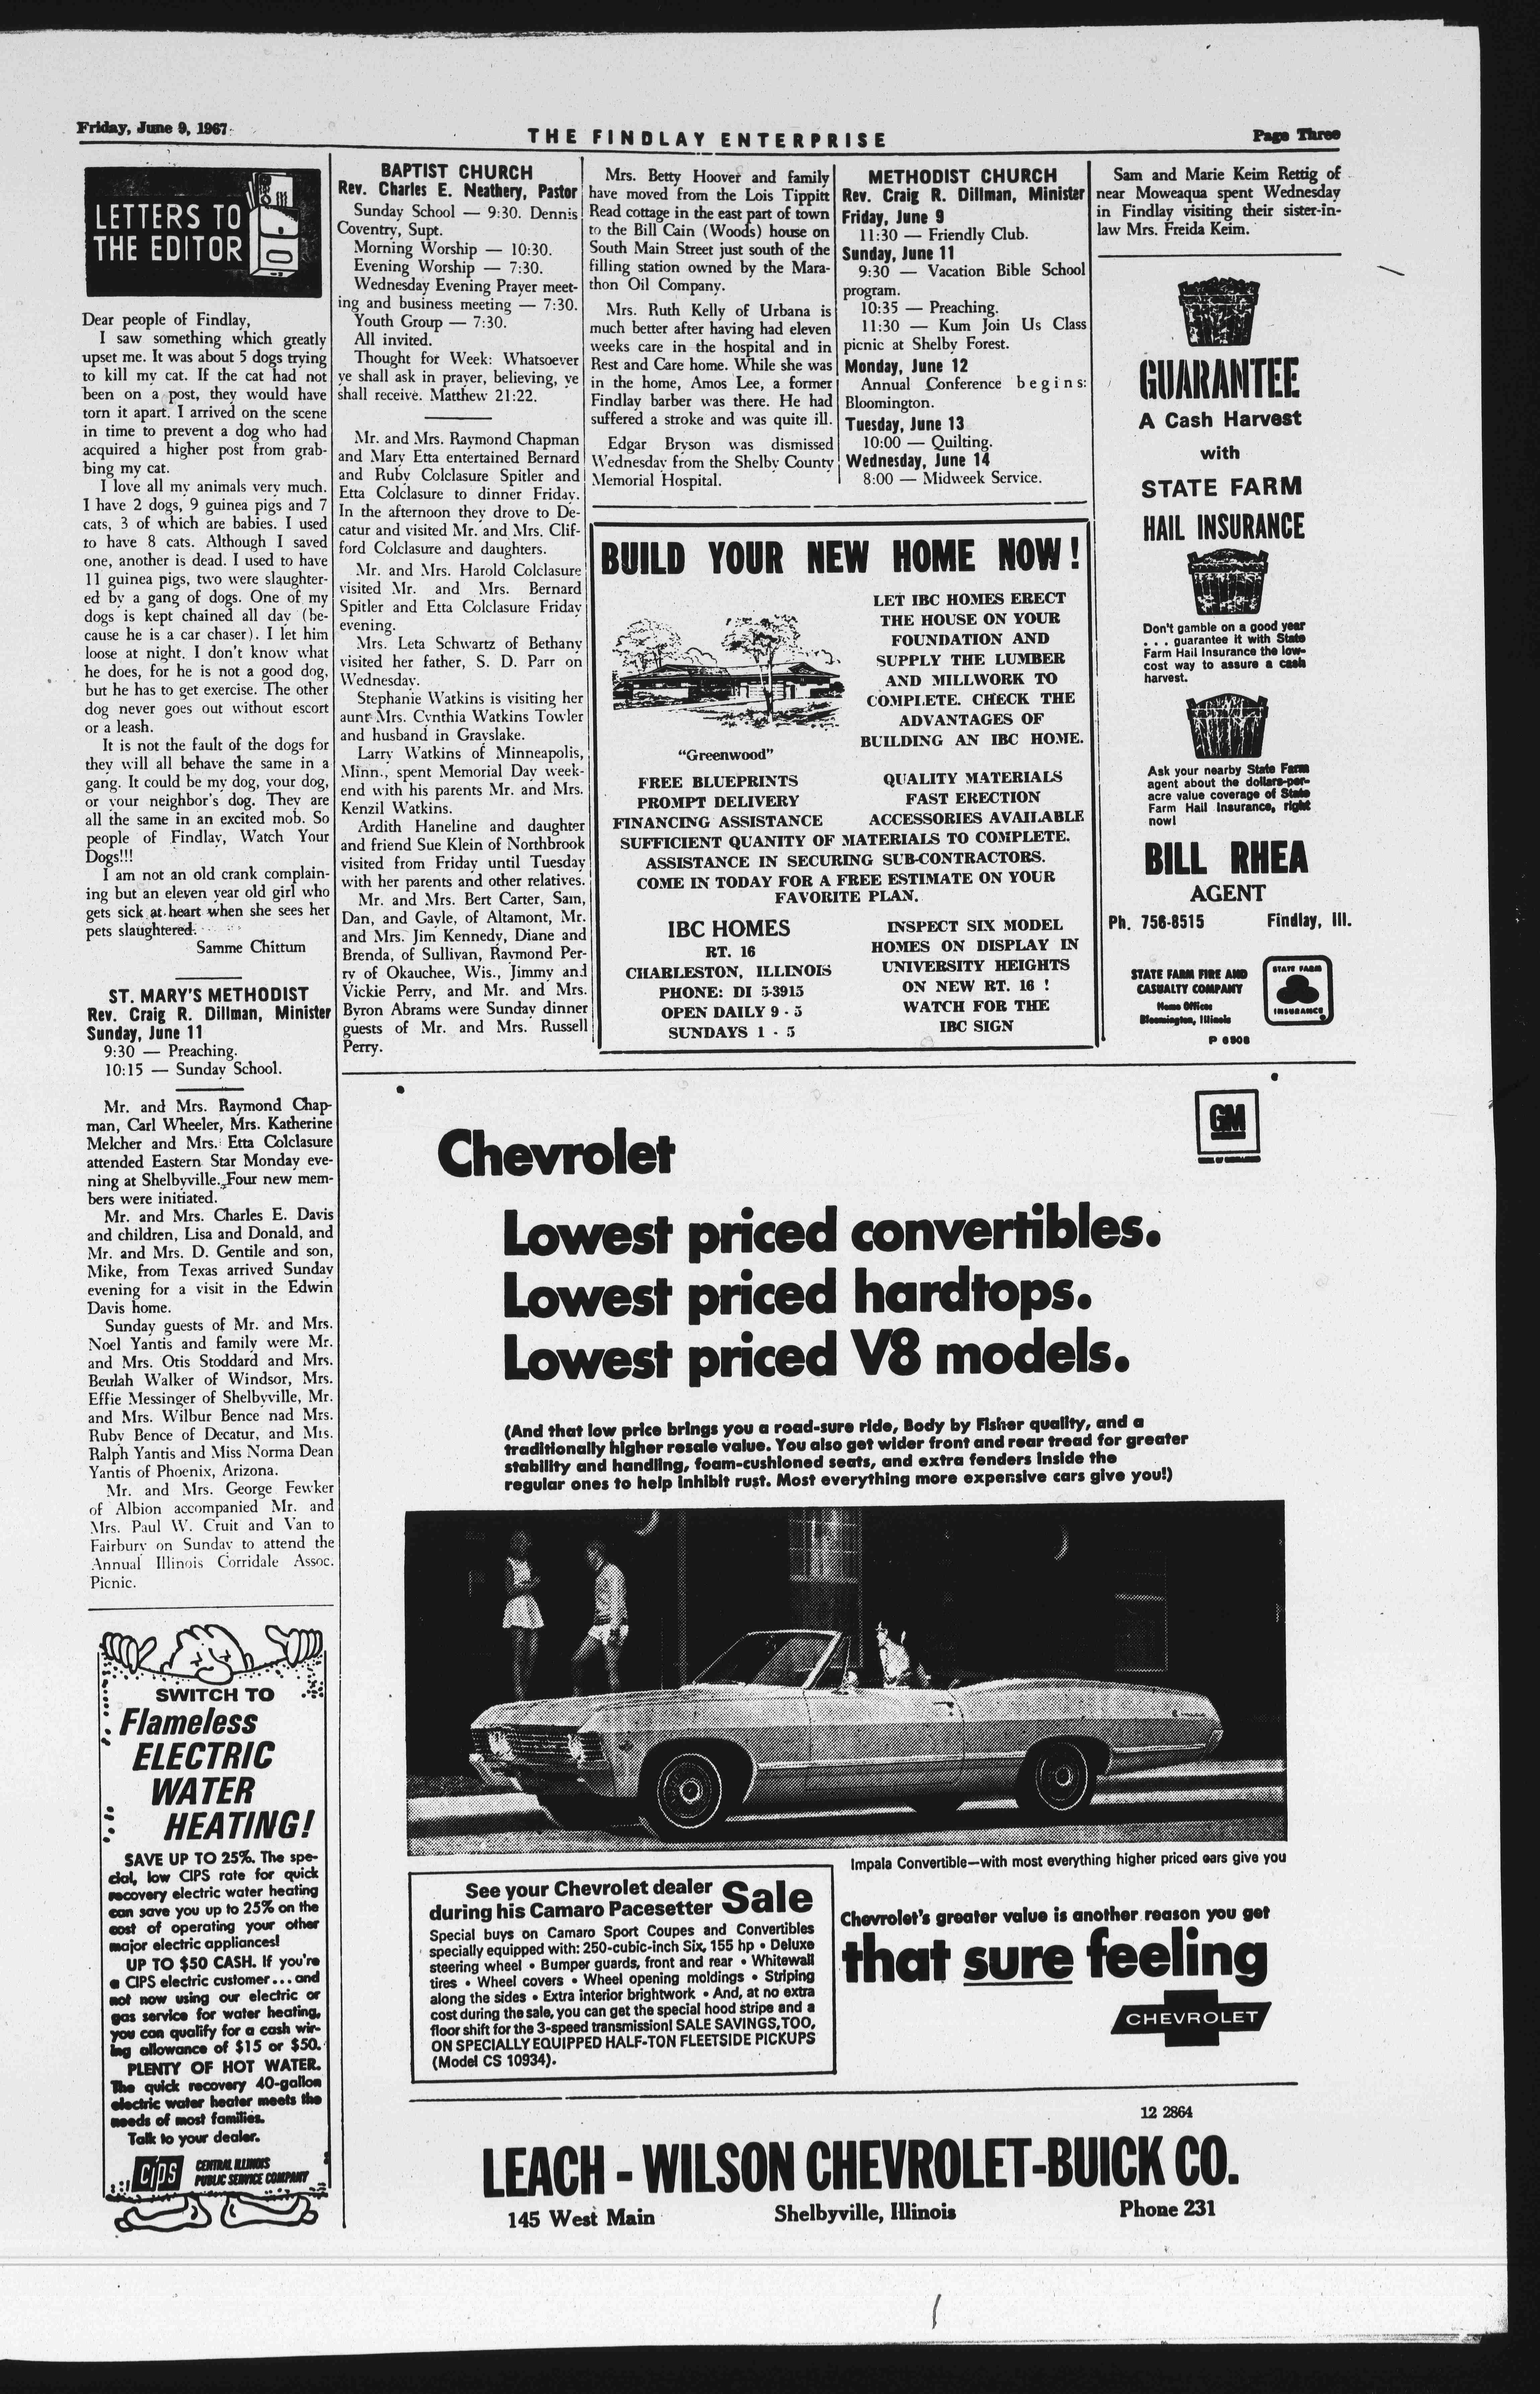 Friday, June 9, 1967
THE FINDLAY ENTERPRISE
Page Three
LETTERS TO
THE EDITOR
Dear people of Findlay,
I saw something which greatly
upset me. It was about 5 dogs trying
to kill my cat. If the cat had not
been on a post, they would have
torn it apart. I arrived on the scene
in time to prevent a dog who had
acquired a higher post from grab-
bing my cat.
I love all my animals very much.
I have 2 dogs, 9 guinea pigs and 7
cats, 3 of which are babies. I used
to have 8 cats. Although I saved
one, another is dead. I used to have
11 guinea pigs, two were slaughter-
ed by a gang of dogs. One of my
dogs is kept chained all day (be-
cause he is a car chaser). I let him
loose at night. I don't know what
he does, for he is not a good dog,
but he has to get exercise. The other
dog never goes out without escort
or a leash.
It is not the fault of the dogs for
they will all behave the same in a
gang. It could be my dog, your dog,
or your neighbor's dog. They are
all the same in an excited mob. So
people of Findlay, Watch Your
Dogs!!!
I am not an old crank complain-
ing but an eleven year old girl who
gets sick at heart when she sees her
pets slaughtered.
Samme Chittum
ST. MARY'S METHODIST
Rev. Craig R. Dillman, Minister
Sunday, June 11
9:30 — Preaching.
10:15 — Sunday School.
Mr. and Mrs. Raymond Chap-
man, Carl Wheeler, Mrs. Katherine
Melcher and Mrs. Etta Colclasure
attended Eastern Star Monday eve-
ning at Shelbyville. Four new mem-
bers were initiated.
Mr. and Mrs. Charles E. Davis
and children, Lisa and Donald, and
Mr. and Mrs. D. Gentile and son,
Mike, from Texas arrived Sunday
evening for a visit in the Edwin
Davis home.
Sunday guests of Mr. and Mrs.
Noel Yantis and family were Mr.
and Mrs. Otis Stoddard and Mrs.
Beulah Walker of Windsor, Mrs.
Effie Messinger of Shelbyville, Mr.
and Mrs. Wilbur Bence nad Mrs.
Ruby Bence of Decatur, and Mrs.
Ralph Yantis and Miss Norma Dean
Yantis of Phoenix, Arizona.
Mr. and Mrs. George Fewker
of Albion accompanied Mr. and
Mrs. Paul W. Cruit and Van to
Fairbury on Sunday to attend the
Annual Illinois Corridale Assoc.
Picnic.
SWITCH TO
Flameless
ELECTRIC
WATER
HEATING!
SAVE UP TO 25%. The spe-
cial, low CIPS rate for quick
recovery electric water heating
can save you up to 25% on the
cost of operating your other
major electric appliances!
UP TO $50 CASH. If you're
a CIPS electric customer... and
not now using our electric or
gas service for water heating,
you can qualify for a cash wir-
ing allowance of $15 or $50.
PLENTY OF HOT WATER.
The quick recovery 40-gallon
electric water heater meets the
needs of most families.
Talk to your dealer.
CIPS
CENTRAL ILLINOIS
PUBLIC SERVICE COMPANY
BAPTIST CHURCH
Rev. Charles E. Neathery, Pastor
Sunday School — 9:30. Dennis
Coventry, Supt.
Morning Worship — 10:30.
Evening Worship — 7:30.
Wednesday Evening Prayer meet-
ing and business meeting — 7:30.
Youth Group — 7:30.
All invited.
Thought for Week: Whatsoever
ye shall ask in prayer, believing, ye
shall receive. Matthew 21:22.
Mr. and Mrs. Raymond Chapman
and Mary Etta entertained Bernard
and Ruby Colclasure Spitler and
Etta Colclasure to dinner Friday.
In the afternoon they drove to De-
catur and visited Mr. and Mrs. Clif-
ford Colclasure and daughters.
Mr. and Mrs. Harold Colclasure
visited Mr. and Mrs. Bernard
Spitler and Etta Colclasure Friday
evening.
Mrs. Leta Schwartz of Bethany
visited her father, S. D. Parr on
Wednesday.
Stephanie Watkins is visiting her
aunt Mrs. Cynthia Watkins Towler
and husband in Grayslake.
Larry Watkins of Minneapolis,
Minn., spent Memorial Day week-
end with his parents Mr. and Mrs.
Kenzil Watkins.
Ardith Haneline and daughter
and friend Sue Klein of Northbrook
visited from Friday until Tuesday
with her parents and other relatives.
Mr. and Mrs. Bert Carter, Sam,
Dan, and Gayle, of Altamont, Mr.
and Mrs. Jim Kennedy, Diane and
Brenda, of Sullivan, Raymond Per-
ry of Okauchee, Wis., Jimmy and
Vickie Perry, and Mr. and Mrs.
Byron Abrams were Sunday dinner
guests of Mr. and Mrs. Russell
Perry.
Mrs. Betty Hoover and family
have moved from the Lois Tippitt
Read cottage in the east part of town
to the Bill Cain (Woods) house on
South Main Street just south of the
filling station owned by the Mara-
thon Oil Company.
Mrs. Ruth Kelly of Urbana is
much better after having had eleven
weeks care in the hospital and in
Rest and Care home. While she was
in the home, Amos Lee, a former
Findlay barber was there. He had
suffered a stroke and was quite ill.
Edgar Bryson was dismissed
Wednesday from the Shelby County
Memorial Hospital.
METHODIST CHURCH
Rev. Craig R. Dillman, Minister
Friday, June 9
11:30 — Friendly Club.
Sunday, June 11
9:30 — Vacation Bible School
program.
10:35 — Preaching.
11:30 — Kum Join Us Class
picnic at Shelby Forest.
Monday, June 12
Annual Conference begins:
Bloomington.
Tuesday, June 13
10:00 — Quilting.
Wednesday, June 14
8:00 — Midweek Service.
BUILD YOUR NEW HOME NOW!
LET IBC HOMES ERECT
THE HOUSE ON YOUR
FOUNDATION AND
SUPPLY THE LUMBER
AND MILLWORK TO
COMPLETE. CHECK THE
ADVANTAGES OF
BUILDING AN IBC HOME.
"Greenwood"
FREE BLUEPRINTS
PROMPT DELIVERY
FINANCING ASSISTANCE
QUALITY MATERIALS
FAST ERECTION
ACCESSORIES AVAILABLE
SUFFICIENT QUANITY OF MATERIALS TO COMPLETE.
ASSISTANCE IN SECURING SUB-CONTRACTORS.
COME IN TODAY FOR A FREE ESTIMATE ON YOUR
FAVORITE PLAN.
IBC HOMES
RT. 16
CHARLESTON, ILLINOIS
PHONE: DI 5-3915
OPEN DAILY 9 - 5
SUNDAYS 1 - 5
INSPECT SIX MODEL
HOMES ON DISPLAY IN
UNIVERSITY HEIGHTS
ON NEW RT. 16 !
WATCH FOR THE
IBC SIGN
Sam and Marie Keim Rettig of
near Moweaqua spent Wednesday
in Findlay visiting their sister-in-
law Mrs. Freida Keim.
GUARANTEE
A Cash Harvest
with
STATE FARM
HAIL INSURANCE
Don't gamble on a good year
. . . guarantee it with State
Farm Hail Insurance the low-
cost way to assure a cash
harvest.
Ask your nearby State Farm
agent about the dollars-per-
acre value coverage of State
Farm Hail Insurance, right
now!
BILL RHEA
AGENT
Ph. 756-8515
Findlay, Ill.
STATE FARM FIRE AND
CASUALTY COMPANY
Home Office:
Bloomington, Illinois
STATE FARM
INSURANCE
P 6908
GM
Chevrolet
Lowest priced convertibles.
Lowest priced hardtops.
Lowest priced V8 models.
(And that low price brings you a road-sure ride, Body by Fisher quality, and a
traditionally higher resale value. You also get wider front and rear tread for greater
stability and handling, foam-cushioned seats, and extra fenders inside the
regular ones to help inhibit rust. Most everything more expensive cars give you!)
Impala Convertible—with most everything higher priced cars give you
See your Chevrolet dealer
during his Camaro Pacesetter Sale
Special buys on Camaro Sport Coupes and Convertibles
specially equipped with: 250-cubic-inch Six, 155 hp • Deluxe
steering wheel • Bumper guards, front and rear • Whitewall
tires • Wheel covers • Wheel opening moldings • Striping
along the sides • Extra interior brightwork • And, at no extra
cost during the sale, you can get the special hood stripe and a
floor shift for the 3-speed transmission! SALE SAVINGS, TOO,
ON SPECIALLY EQUIPPED HALF-TON FLEETSIDE PICKUPS
(Model CS 10934).
Chevrolet's greater value is another reason you get
that sure feeling
CHEVROLET
12 2864
LEACH - WILSON CHEVROLET-BUICK CO.
145 West Main
Shelbyville, Illinois
Phone 231